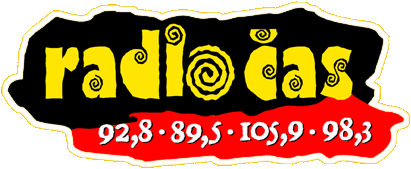 radio čas
92,8 · 89,5 · 105,9 · 98,3